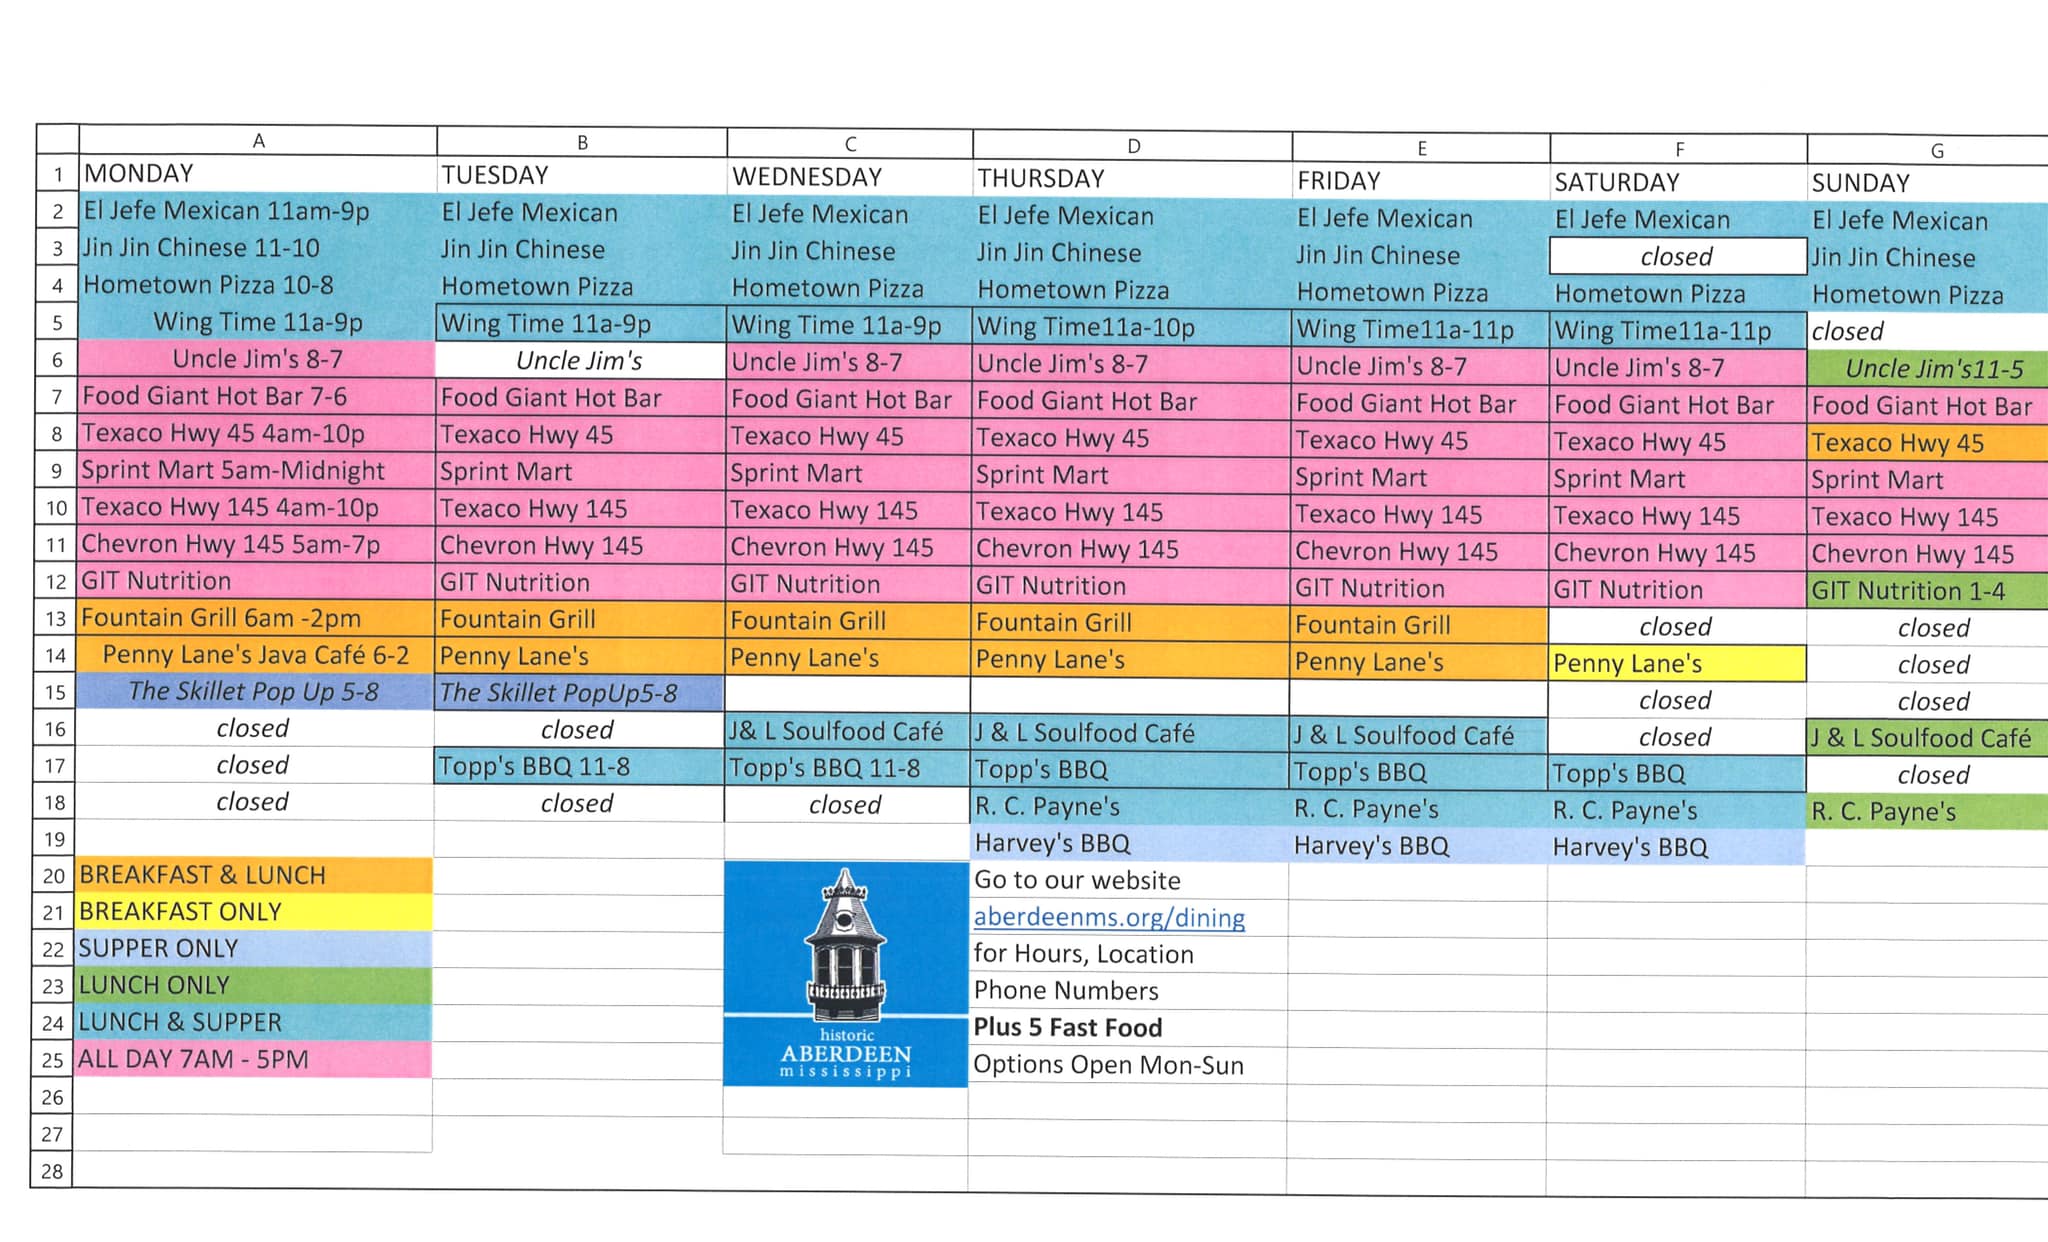 A B C D E F G
1 MONDAY TUESDAY WEDNESDAY THURSDAY FRIDAY SATURDAY SUNDAY
2 El Jefe Mexican 11am-9p El Jefe Mexican El Jefe Mexican El Jefe Mexican El Jefe Mexican El Jefe Mexican El Jefe Mexican
3 Jin Jin Chinese 11-10 Jin Jin Chinese Jin Jin Chinese Jin Jin Chinese Jin Jin Chinese closed Jin Jin Chinese
4 Hometown Pizza 10-8 Hometown Pizza Hometown Pizza Hometown Pizza Hometown Pizza Hometown Pizza Hometown Pizza
5 Wing Time 11a-9p Wing Time 11a-9p Wing Time 11a-9p Wing Time11a-10p Wing Time11a-11p Wing Time11a-11p closed
6 Uncle Jim's 8-7 Uncle Jim's Uncle Jim's 8-7 Uncle Jim's 8-7 Uncle Jim's 8-7 Uncle Jim's 8-7 Uncle Jim's11-5
7 Food Giant Hot Bar 7-6 Food Giant Hot Bar Food Giant Hot Bar Food Giant Hot Bar Food Giant Hot Bar Food Giant Hot Bar Food Giant Hot Bar
8 Texaco Hwy 45 4am-10p Texaco Hwy 45 Texaco Hwy 45 Texaco Hwy 45 Texaco Hwy 45 Texaco Hwy 45 Texaco Hwy 45
9 Sprint Mart 5am-Midnight Sprint Mart Sprint Mart Sprint Mart Sprint Mart Sprint Mart Sprint Mart
10 Texaco Hwy 145 4am-10p Texaco Hwy 145 Texaco Hwy 145 Texaco Hwy 145 Texaco Hwy 145 Texaco Hwy 145 Texaco Hwy 145
11 Chevron Hwy 145 5am-7p Chevron Hwy 145 Chevron Hwy 145 Chevron Hwy 145 Chevron Hwy 145 Chevron Hwy 145 Chevron Hwy 145
12 GIT Nutrition GIT Nutrition GIT Nutrition GIT Nutrition GIT Nutrition GIT Nutrition GIT Nutrition 1-4
13 Fountain Grill 6am -2pm Fountain Grill Fountain Grill Fountain Grill Fountain Grill closed closed
14 Penny Lane's Java Café 6-2 Penny Lane's Penny Lane's Penny Lane's Penny Lane's Penny Lane's closed
15 The Skillet Pop Up 5-8 The Skillet PopUp5-8 closed closed
16 closed closed J& L Soulfood Café J & L Soulfood Café J & L Soulfood Café closed J & L Soulfood Café
17 closed Topp's BBQ 11-8 Topp's BBQ 11-8 Topp's BBQ Topp's BBQ Topp's BBQ closed
18 closed closed closed R. C. Payne's R. C. Payne's R. C. Payne's R. C. Payne's
19 Harvey's BBQ Harvey's BBQ Harvey's BBQ
20 BREAKFAST & LUNCH Go to our website
21 BREAKFAST ONLY aberdeenms.org/dining
22 SUPPER ONLY for Hours, Location
23 LUNCH ONLY Phone Numbers
24 LUNCH & SUPPER historic Plus 5 Fast Food
25 ALL DAY 7AM - 5PM ABERDEEN Options Open Mon-Sun
mississippi
26
27
28